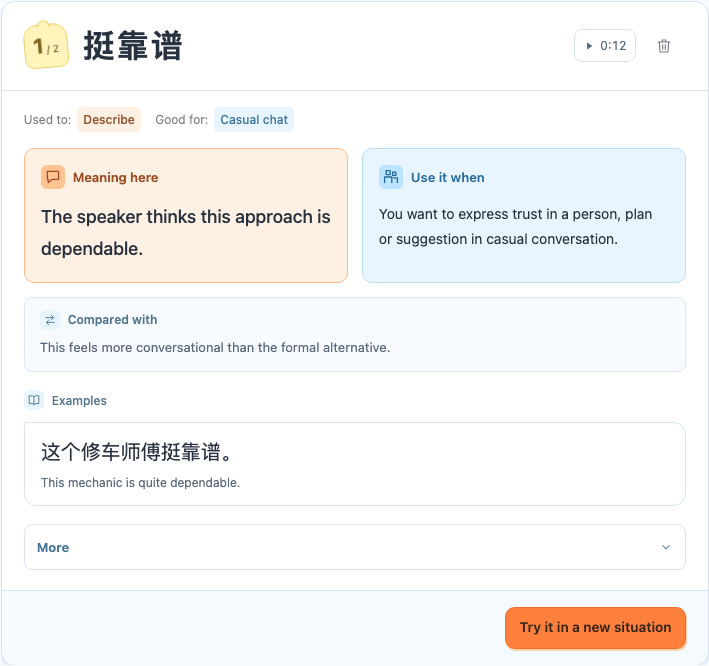 1 / 2
挺靠谱
0:12
Used to: Describe Good for: Casual chat
Meaning here
The speaker thinks this approach is
dependable.
Use it when
You want to express trust in a person, plan
or suggestion in casual conversation.
Compared with
This feels more conversational than the formal alternative.
Examples
这个修车师傅挺靠谱。
This mechanic is quite dependable.
More
Try it in a new situation